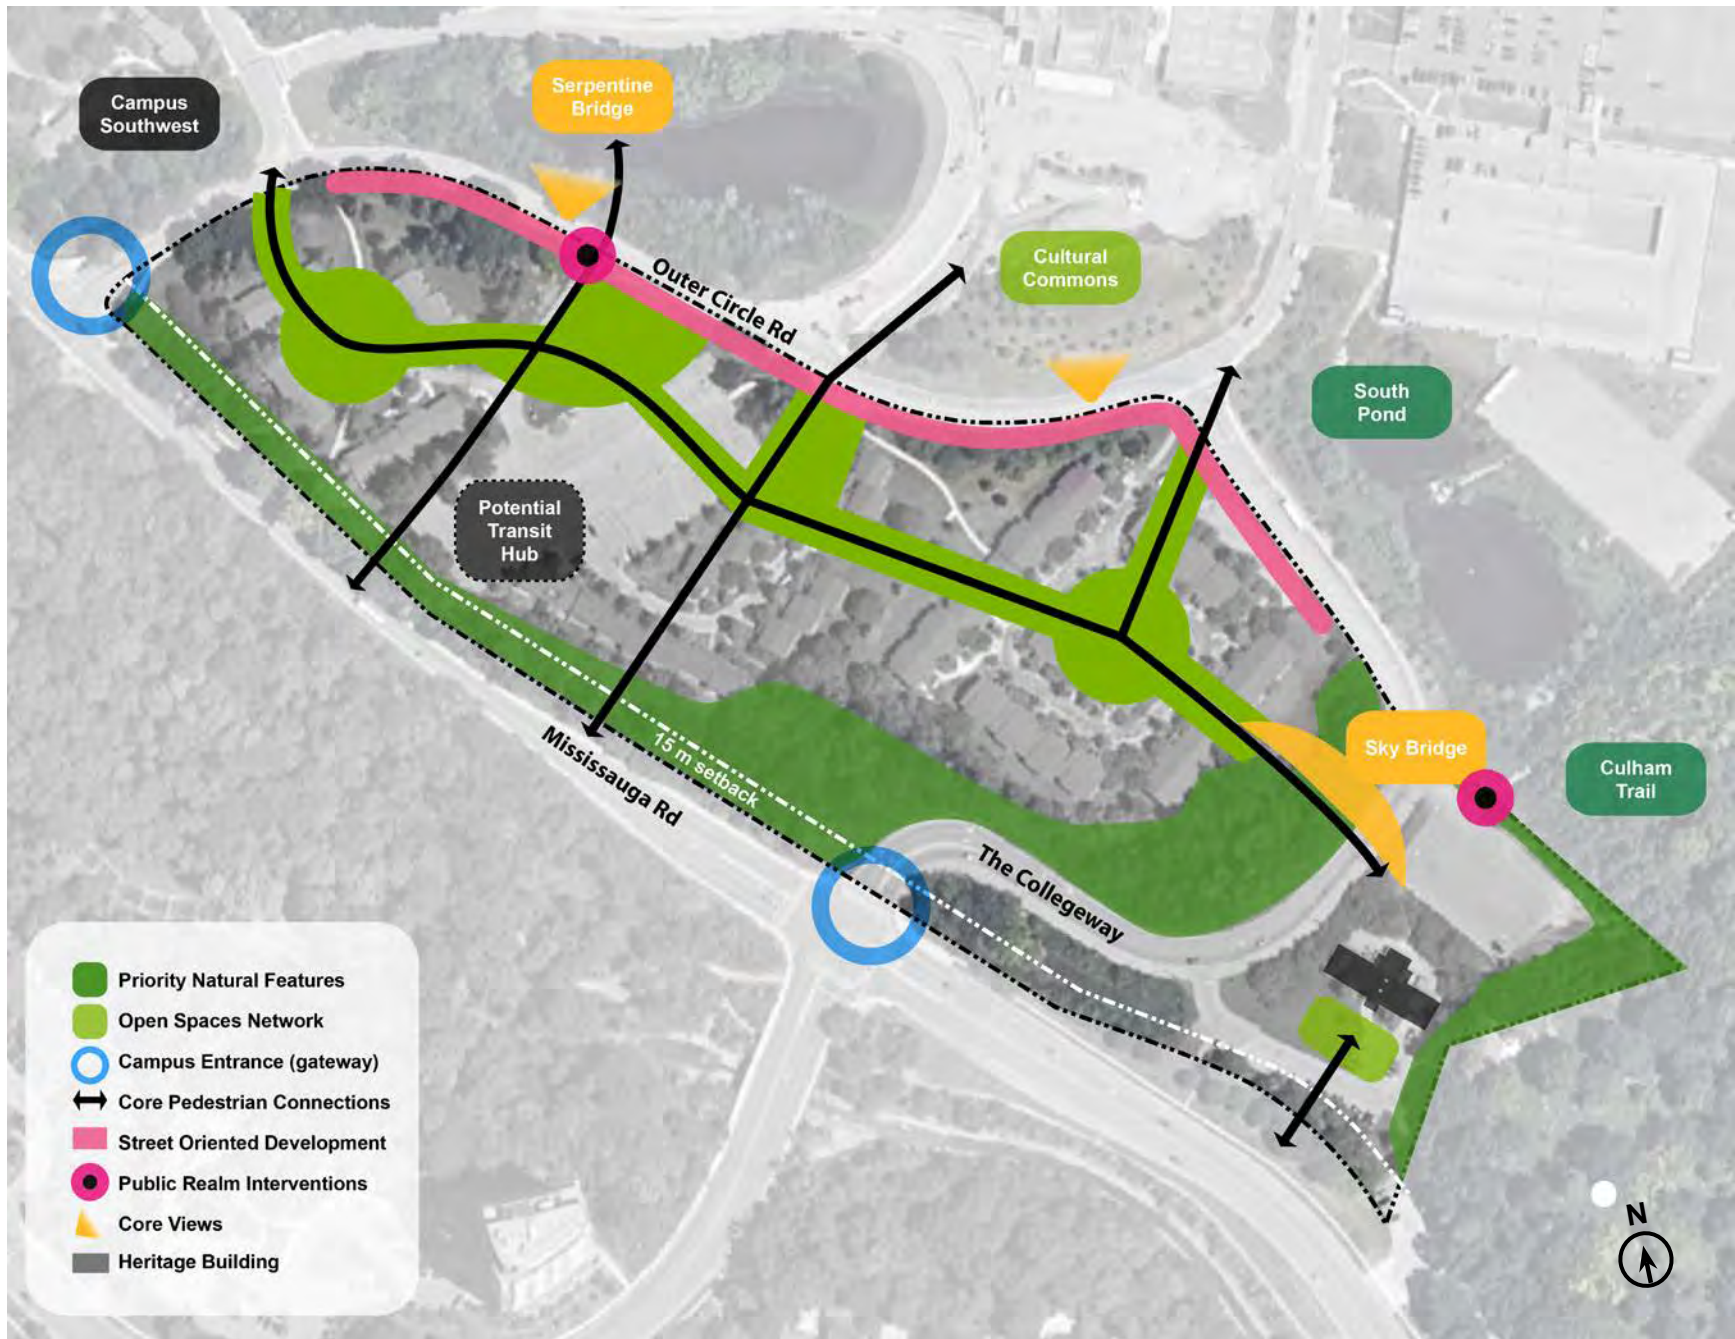 Campus
Southwest
Serpentine
Bridge
Cultural
Commons
Outer Circle Rd
South
Pond
Potential
Transit
Hub
15 m setback
Mississauga Rd
Sky Bridge
Culham
Trail
The Collegeway
Priority Natural Features
Open Spaces Network
Campus Entrance (gateway)
Core Pedestrian Connections
Street Oriented Development
Public Realm Interventions
Core Views
Heritage Building
N